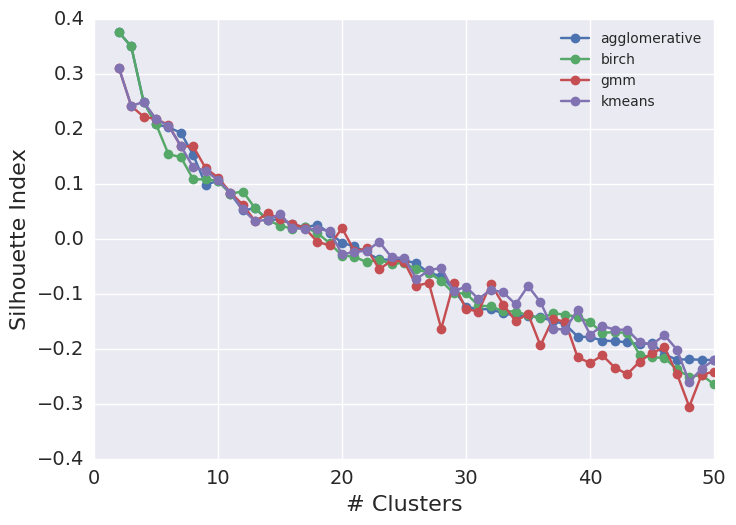 0.4
0.3
0.2
0.1
0.0
−0.1
−0.2
−0.3
−0.4
Silhouette Index
agglomerative
birch
gmm
kmeans
0 10 20 30 40 50
# Clusters